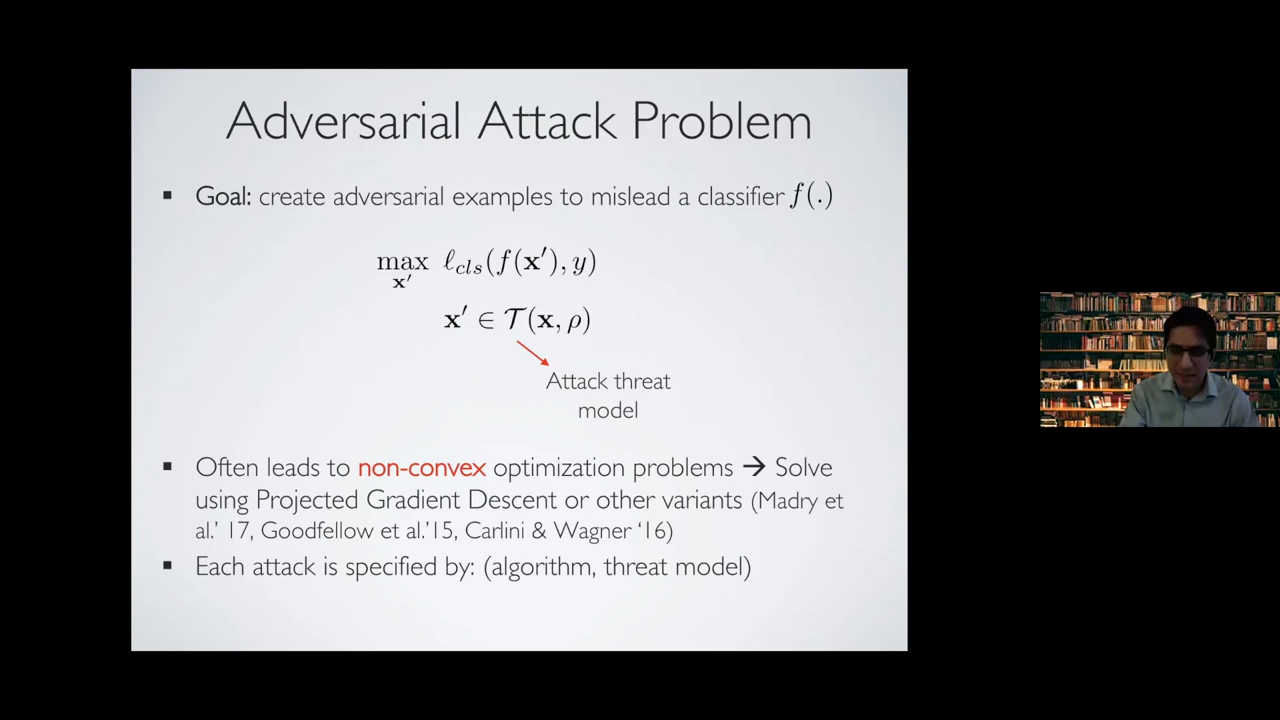 Adversarial Attack Problem
▪ Goal: create adversarial examples to mislead a classifier f(.)
max ℓ_cls(f(x′), y)
x′
x′ ∈ 𝒯(x, ρ)
Attack threat
model
▪ Often leads to non-convex optimization problems → Solve
using Projected Gradient Descent or other variants (Madry et
al.’ 17, Goodfellow et al.’15, Carlini & Wagner ‘16)
▪ Each attack is specified by: (algorithm, threat model)